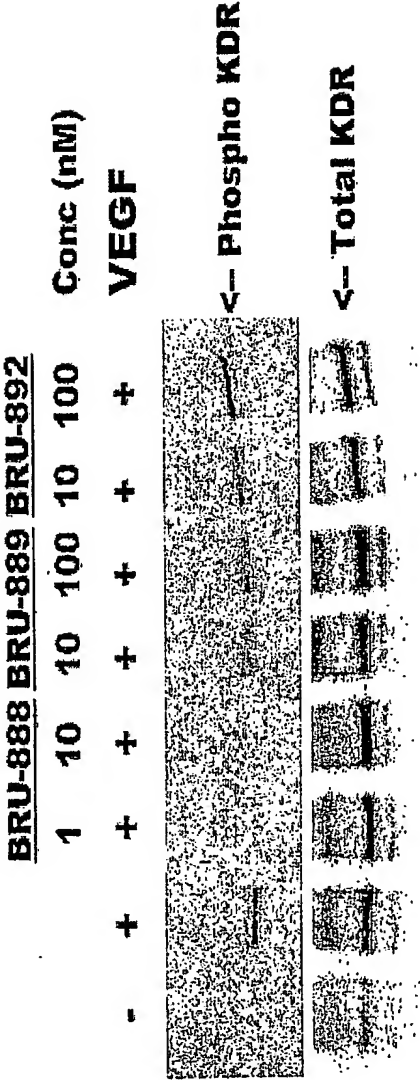 BRU-888 BRU-889 BRU-892
1 10 10 100 10 100 Conc (nM)
- + + + + + + + VEGF
<-- Phospho KDR
<-- Total KDR